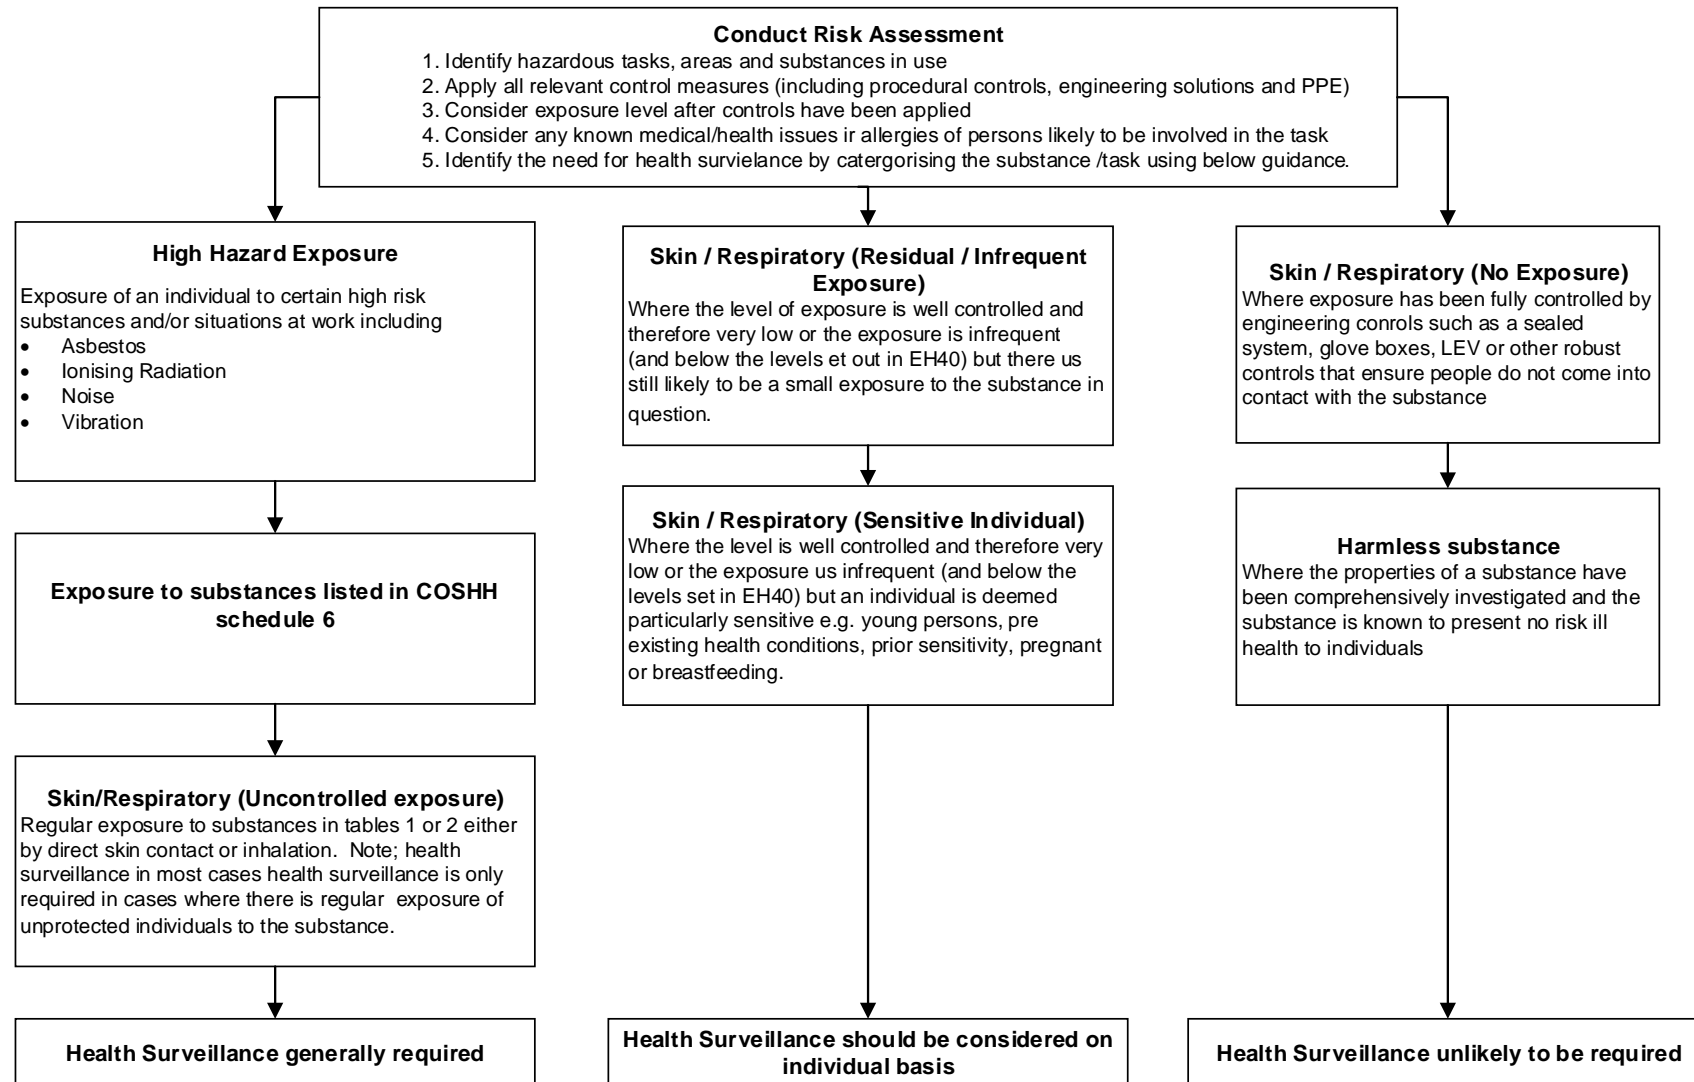 Conduct Risk Assessment
1. Identify hazardous tasks, areas and substances in use
2. Apply all relevant control measures (including procedural controls, engineering solutions and PPE)
3. Consider exposure level after controls have been applied
4. Consider any known medical/health issues ir allergies of persons likely to be involved in the task
5. Identify the need for health survielance by catergorising the substance /task using below guidance.
High Hazard Exposure
Exposure of an individual to certain high risk
substances and/or situations at work including
• Asbestos
• Ionising Radiation
• Noise
• Vibration
Exposure to substances listed in COSHH
schedule 6
Skin/Respiratory (Uncontrolled exposure)
Regular exposure to substances in tables 1 or 2 either
by direct skin contact or inhalation.  Note; health
surveillance in most cases health surveillance is only
required in cases where there is regular  exposure of
unprotected individuals to the substance.
Health Surveillance generally required
Skin / Respiratory (Residual / Infrequent
Exposure)
Where the level of exposure is well controlled and
therefore very low or the exposure is infrequent
(and below the levels et out in EH40) but there us
still likely to be a small exposure to the substance in
question.
Skin / Respiratory (Sensitive Individual)
Where the level is well controlled and therefore very
low or the exposure us infrequent (and below the
levels set in EH40) but an individual is deemed
particularly sensitive e.g. young persons, pre
existing health conditions, prior sensitivity, pregnant
or breastfeeding.
Health Surveillance should be considered on
individual basis
Skin / Respiratory (No Exposure)
Where exposure has been fully controlled by
engineering conrols such as a sealed
system, glove boxes, LEV or other robust
controls that ensure people do not come into
contact with the substance
Harmless substance
Where the properties of a substance have
been comprehensively investigated and the
substance is known to present no risk ill
health to individuals
Health Surveillance unlikely to be required